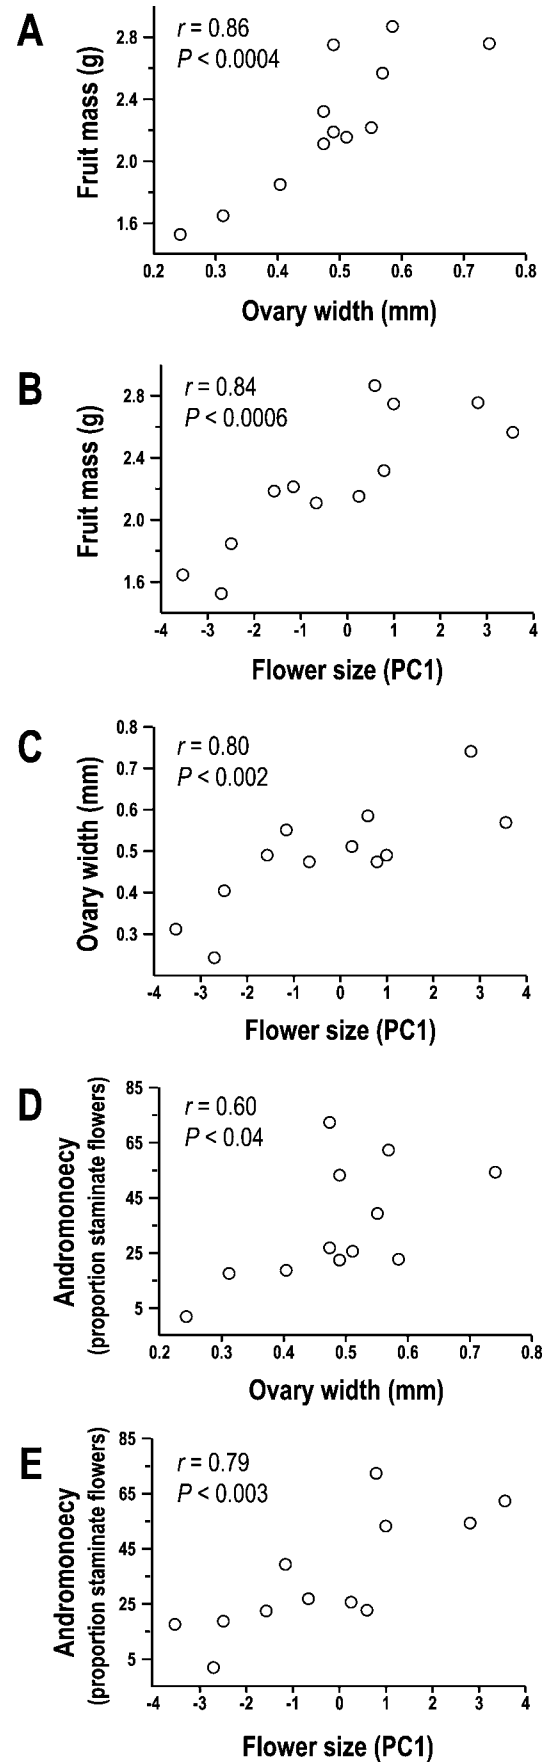 A
r = 0.86
P < 0.0004
Fruit mass (g)
2.8
2.4
2.0
1.6
0.2 0.3 0.4 0.5 0.6 0.7 0.8
Ovary width (mm)
B
r = 0.84
P < 0.0006
Fruit mass (g)
2.8
2.4
2.0
1.6
-4 -3 -2 -1 0 1 2 3 4
Flower size (PC1)
C
r = 0.80
P < 0.002
Ovary width (mm)
0.8
0.7
0.6
0.5
0.4
0.3
-4 -3 -2 -1 0 1 2 3 4
Flower size (PC1)
D
r = 0.60
P < 0.04
Andromonoecy
(proportion staminate flowers)
85
65
45
25
5
0.2 0.3 0.4 0.5 0.6 0.7 0.8
Ovary width (mm)
E
r = 0.79
P < 0.003
Andromonoecy
(proportion staminate flowers)
85
65
45
25
5
-4 -3 -2 -1 0 1 2 3 4
Flower size (PC1)